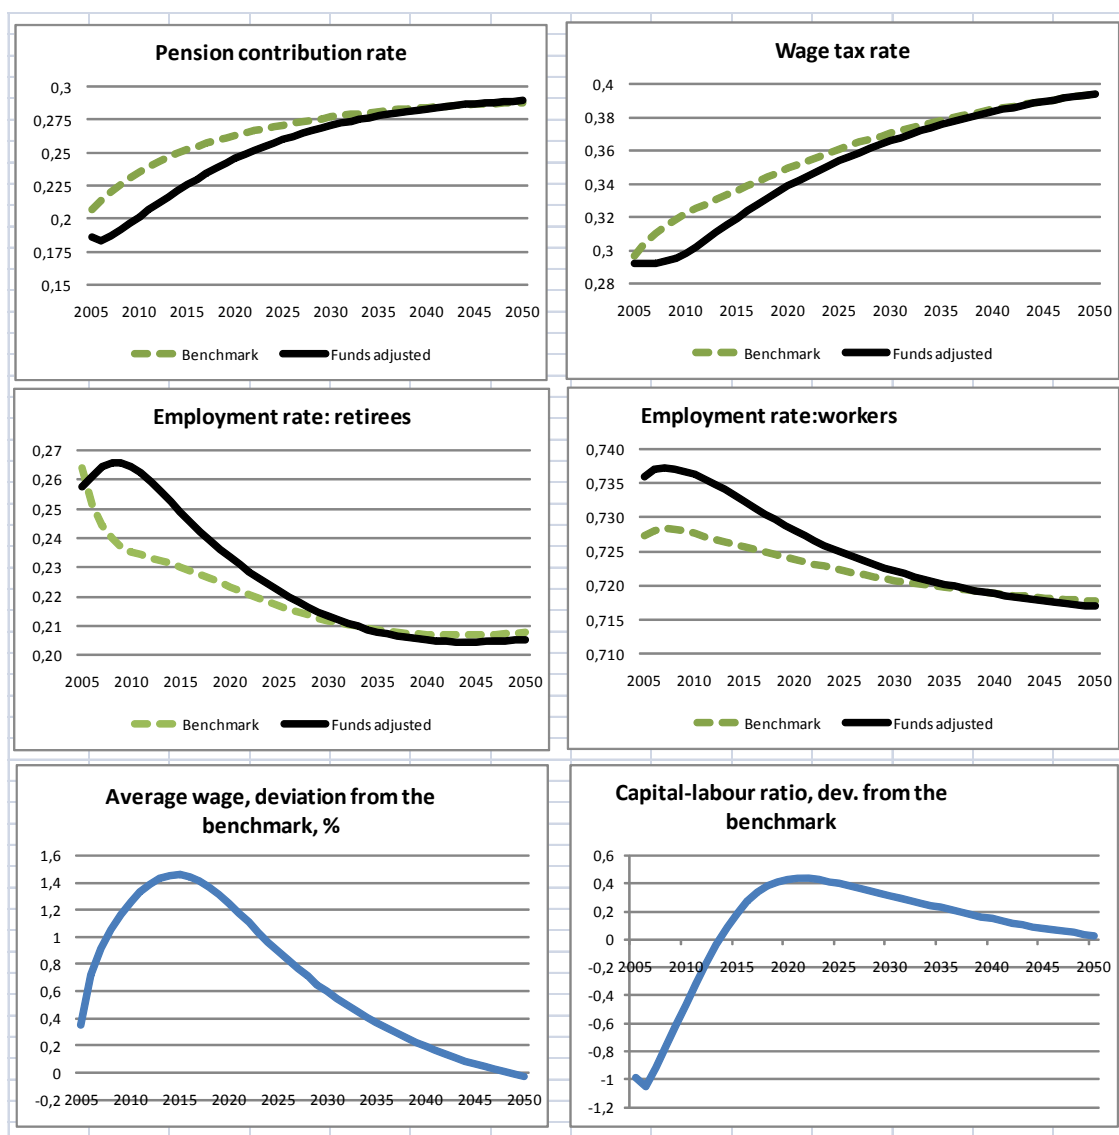 Pension contribution rate
0,3
0,275
0,25
0,225
0,2
0,175
0,15
2005 2010 2015 2020 2025 2030 2035 2040 2045 2050
Benchmark Funds adjusted
Wage tax rate
0,4
0,38
0,36
0,34
0,32
0,3
0,28
2005 2010 2015 2020 2025 2030 2035 2040 2045 2050
Benchmark Funds adjusted
Employment rate: retirees
0,27
0,26
0,25
0,24
0,23
0,22
0,21
0,20
2005 2010 2015 2020 2025 2030 2035 2040 2045 2050
Benchmark Funds adjusted
Employment rate:workers
0,740
0,735
0,730
0,725
0,720
0,715
0,710
2005 2010 2015 2020 2025 2030 2035 2040 2045 2050
Benchmark Funds adjusted
Average wage, deviation from the
benchmark, %
1,6
1,4
1,2
1
0,8
0,6
0,4
0,2
0
-0,2
2005 2010 2015 2020 2025 2030 2035 2040 2045 2050
Capital-labour ratio, dev. from the
benchmark
0,6
0,4
0,2
0
-0,2
-0,4
-0,6
-0,8
-1
-1,2
2005 2010 2015 2020 2025 2030 2035 2040 2045 2050